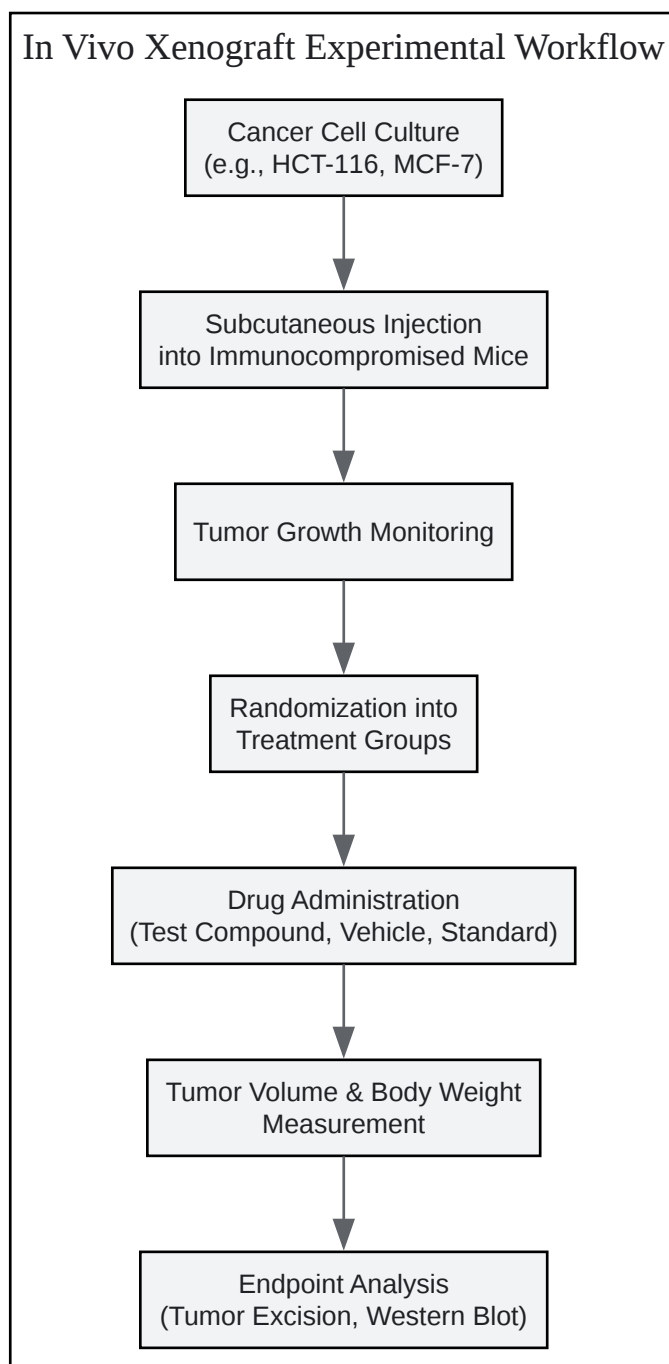 In Vivo Xenograft Experimental Workflow
Cancer Cell Culture
(e.g., HCT-116, MCF-7)
Subcutaneous Injection
into Immunocompromised Mice
Tumor Growth Monitoring
Randomization into
Treatment Groups
Drug Administration
(Test Compound, Vehicle, Standard)
Tumor Volume & Body Weight
Measurement
Endpoint Analysis
(Tumor Excision, Western Blot)